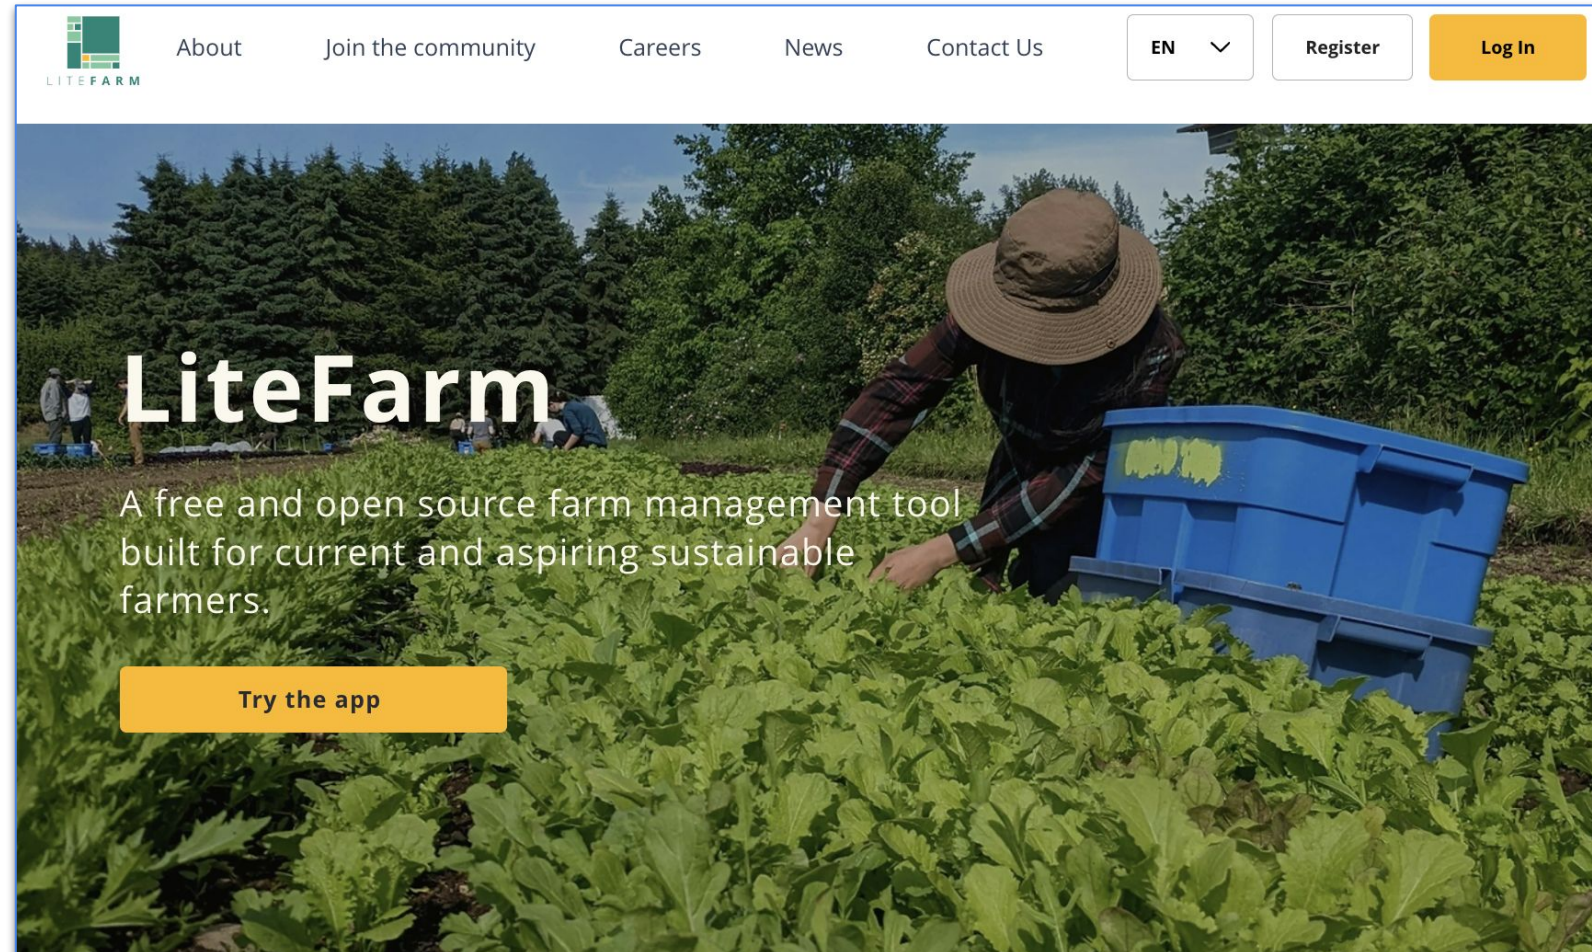 LITEFARM
About
Join the community
Careers
News
Contact Us
EN
Register
Log In
LiteFarm
A free and open source farm management tool
built for current and aspiring sustainable
farmers.
Try the app